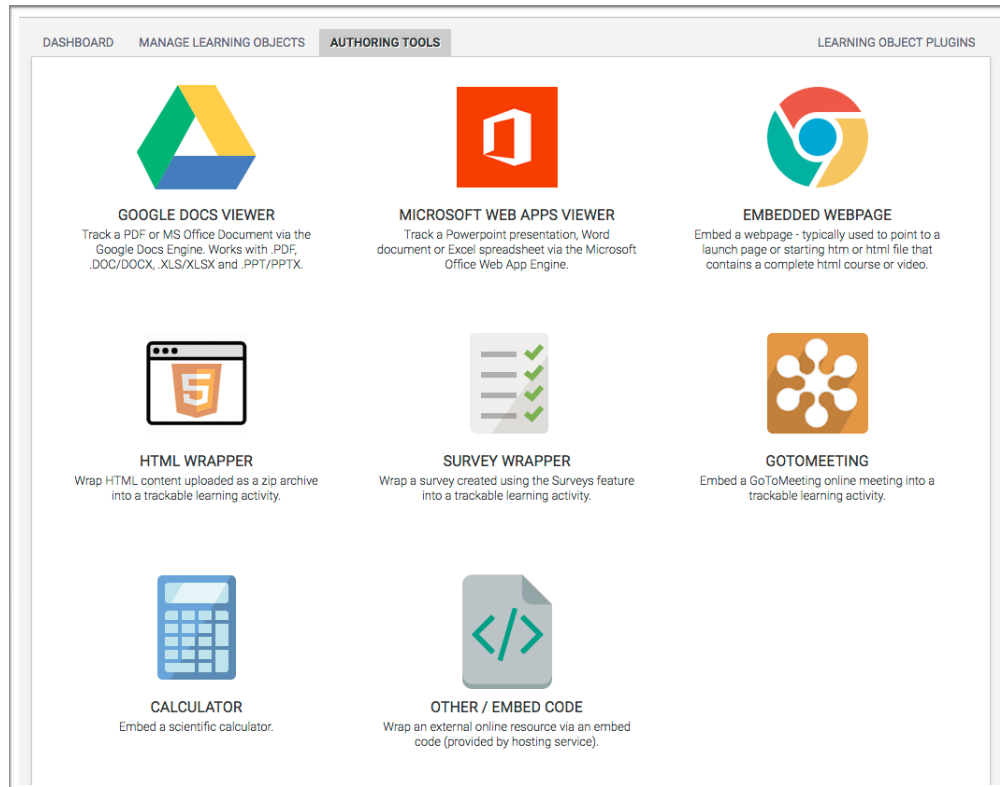 DASHBOARD
MANAGE LEARNING OBJECTS
AUTHORING TOOLS
LEARNING OBJECT PLUGINS
GOOGLE DOCS VIEWER
Track a PDF or MS Office Document via the
Google Docs Engine. Works with .PDF,
.DOC/DOCX, .XLS/XLSX and .PPT/PPTX.
MICROSOFT WEB APPS VIEWER
Track a Powerpoint presentation, Word
document or Excel spreadsheet via the Microsoft
Office Web App Engine.
EMBEDDED WEBPAGE
Embed a webpage - typically used to point to a
launch page or starting htm or html file that
contains a complete html course or video.
HTML WRAPPER
Wrap HTML content uploaded as a zip archive
into a trackable learning activity.
SURVEY WRAPPER
Wrap a survey created using the Surveys feature
into a trackable learning activity.
GOTOMEETING
Embed a GoToMeeting online meeting into a
trackable learning activity.
CALCULATOR
Embed a scientific calculator.
OTHER / EMBED CODE
Wrap an external online resource via an embed
code (provided by hosting service).